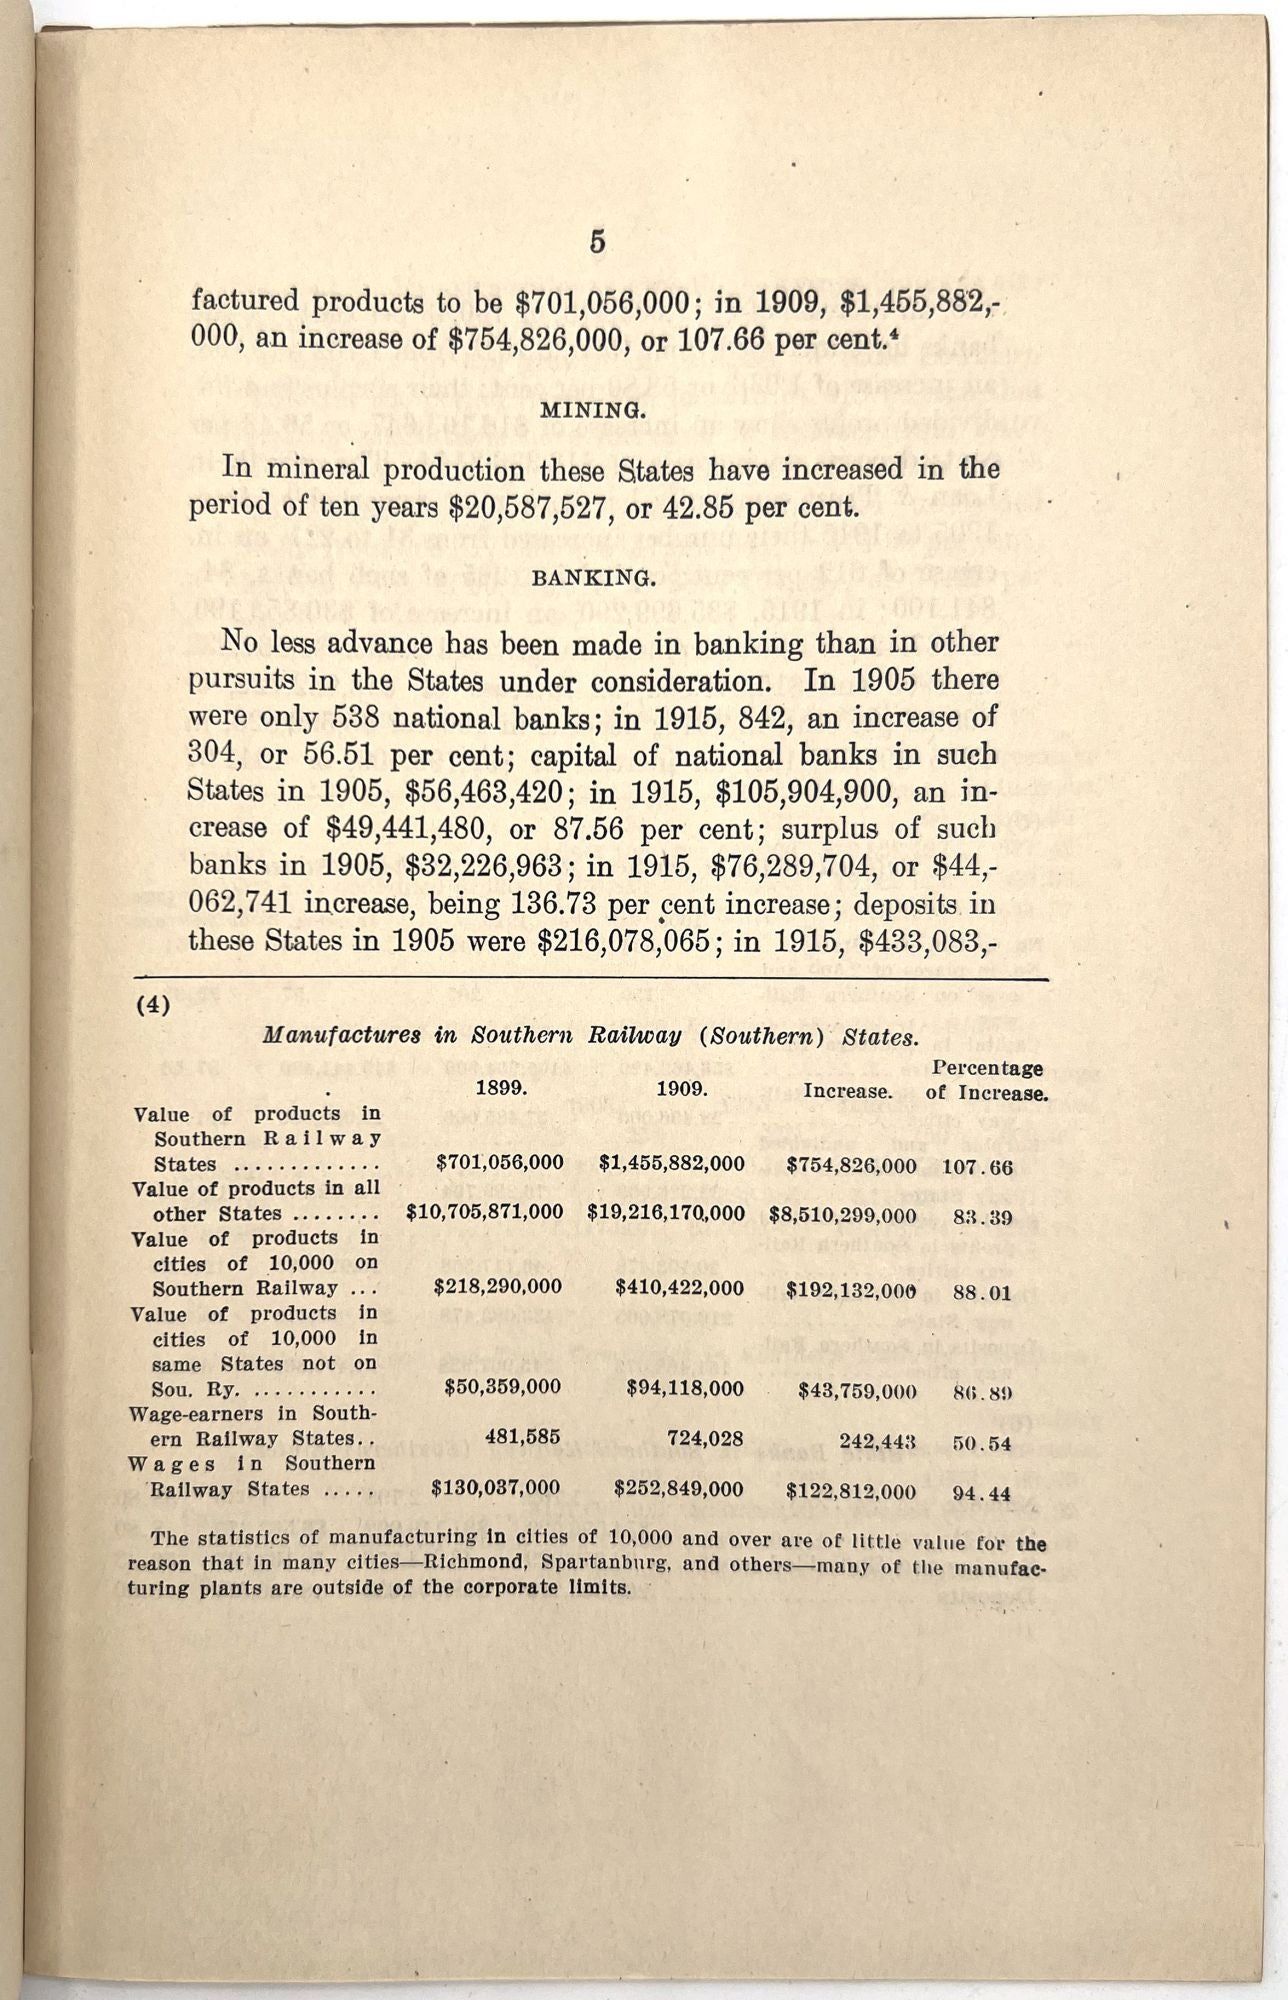 5
factured products to be $701,056,000; in 1909, $1,455,882,-
000, an increase of $754,826,000, or 107.66 per cent.⁴
MINING.
In mineral production these States have increased in the
period of ten years $20,587,527, or 42.85 per cent.
BANKING.
No less advance has been made in banking than in other
pursuits in the States under consideration. In 1905 there
were only 538 national banks; in 1915, 842, an increase of
304, or 56.51 per cent; capital of national banks in such
States in 1905, $56,463,420; in 1915, $105,904,900, an in-
crease of $49,441,480, or 87.56 per cent; surplus of such
banks in 1905, $32,226,963; in 1915, $76,289,704, or $44,-
062,741 increase, being 136.73 per cent increase; deposits in
these States in 1905 were $216,078,065; in 1915, $433,083,-
(4)
Manufactures in Southern Railway (Southern) States.
Percentage
1899. 1909. Increase. of Increase.
Value of products in
Southern Railway
States ............. $701,056,000 $1,455,882,000 $754,826,000 107.66
Value of products in all
other States ........ $10,705,871,000 $19,216,170,000 $8,510,299,000 83.39
Value of products in
cities of 10,000 on
Southern Railway ... $218,290,000 $410,422,000 $192,132,000 88.01
Value of products in
cities of 10,000 in
same States not on
Sou. Ry. ........... $50,359,000 $94,118,000 $43,759,000 86.89
Wage-earners in South-
ern Railway States.. 481,585 724,028 242,443 50.54
Wages in Southern
Railway States ..... $130,037,000 $252,849,000 $122,812,000 94.44
The statistics of manufacturing in cities of 10,000 and over are of little value for the
reason that in many cities—Richmond, Spartanburg, and others—many of the manufac-
turing plants are outside of the corporate limits.